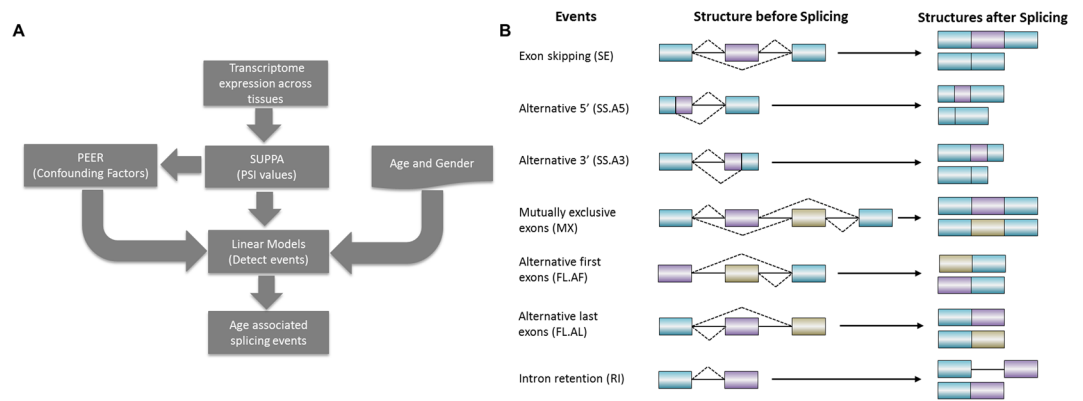 A
Transcriptome
expression across
tissues
PEER
(Confounding Factors)
SUPPA
(PSI values)
Age and Gender
Linear Models
(Detect events)
Age associated
splicing events
B
Events
Structure before Splicing
Structures after Splicing
Exon skipping (SE)
Alternative 5' (SS.A5)
Alternative 3' (SS.A3)
Mutually exclusive
exons (MX)
Alternative first
exons (FL.AF)
Alternative last
exons (FL.AL)
Intron retention (RI)